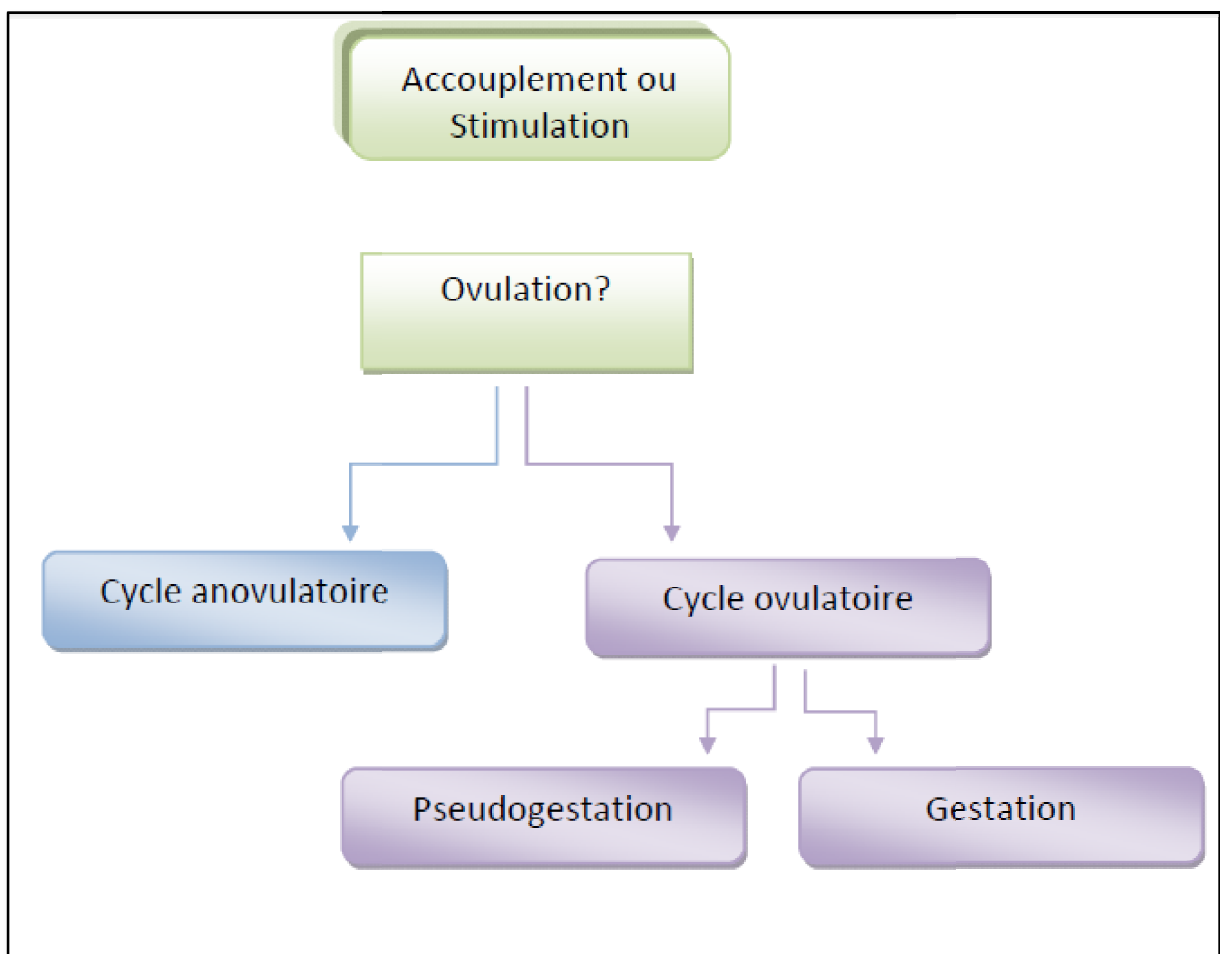 Accouplement ou
Stimulation
Ovulation?
Cycle anovulatoire
Cycle ovulatoire
Pseudogestation
Gestation